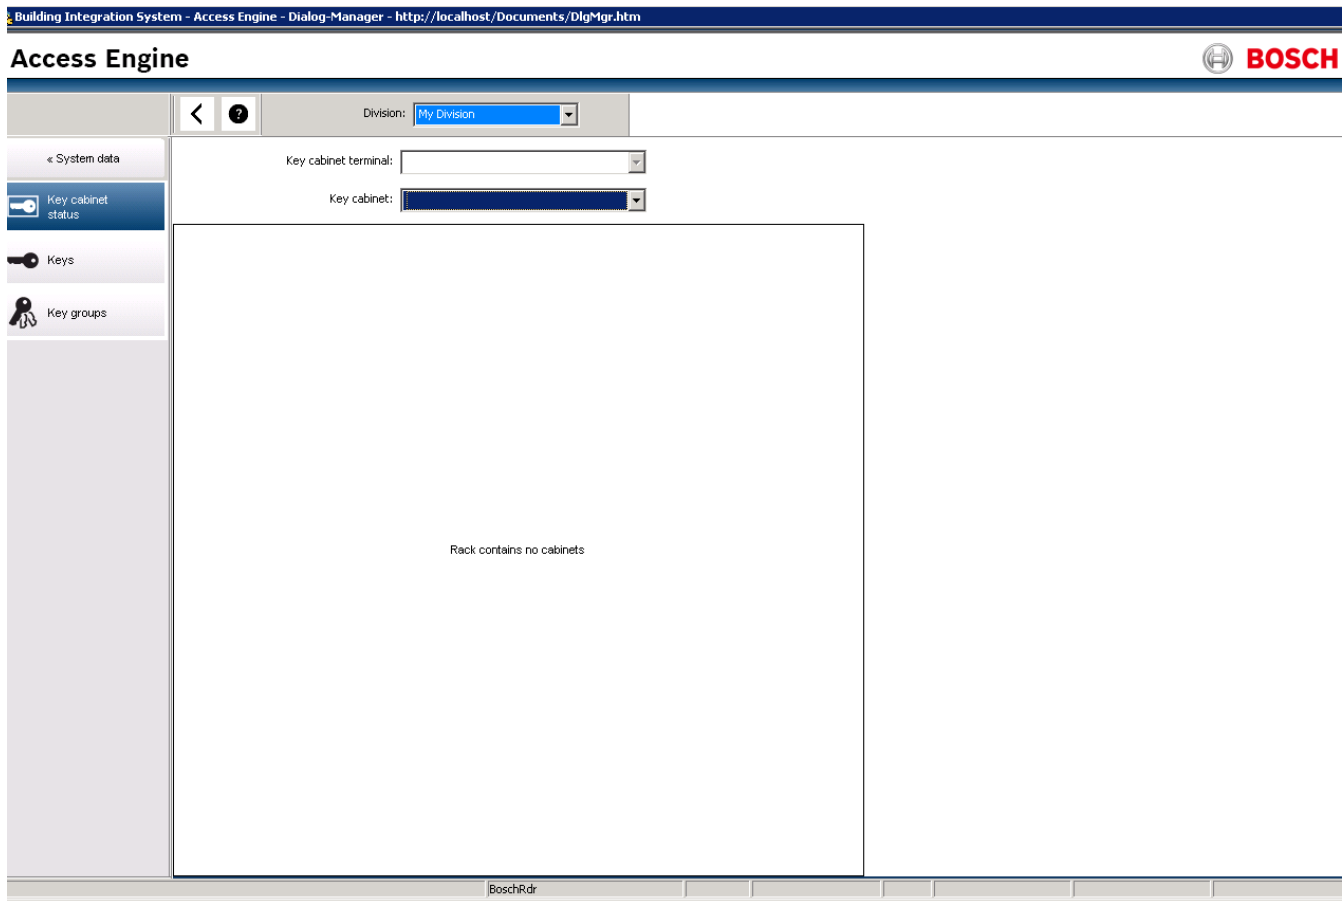 Building Integration System - Access Engine - Dialog-Manager - http://localhost/Documents/DlgMgr.htm
Access Engine
BOSCH
Division: My Division
« System data
Key cabinet terminal:
Key cabinet status
Key cabinet:
Keys
Key groups
Rack contains no cabinets
BoschRdr